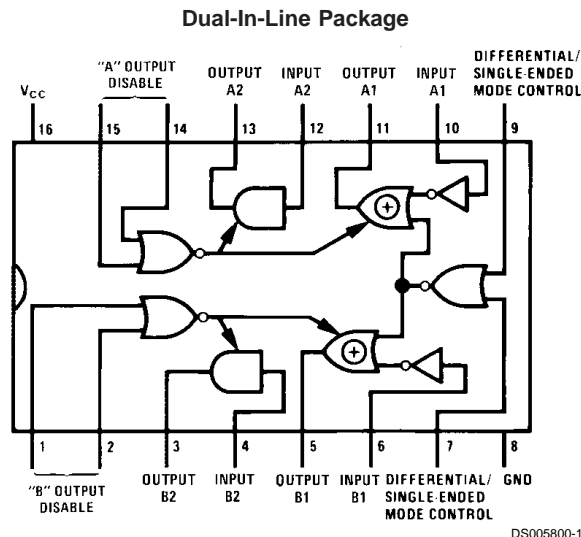 Dual-In-Line Package
VCC
"A" OUTPUT
DISABLE
OUTPUT
A2
INPUT
A2
OUTPUT
A1
INPUT
A1
DIFFERENTIAL/
SINGLE-ENDED
MODE CONTROL
16 15 14 13 12 11 10 9
1 2 3 4 5 6 7 8
"B" OUTPUT
DISABLE
OUTPUT
B2
INPUT
B2
OUTPUT
B1
INPUT
B1
DIFFERENTIAL/
SINGLE-ENDED
MODE CONTROL
GND
DS005800-1